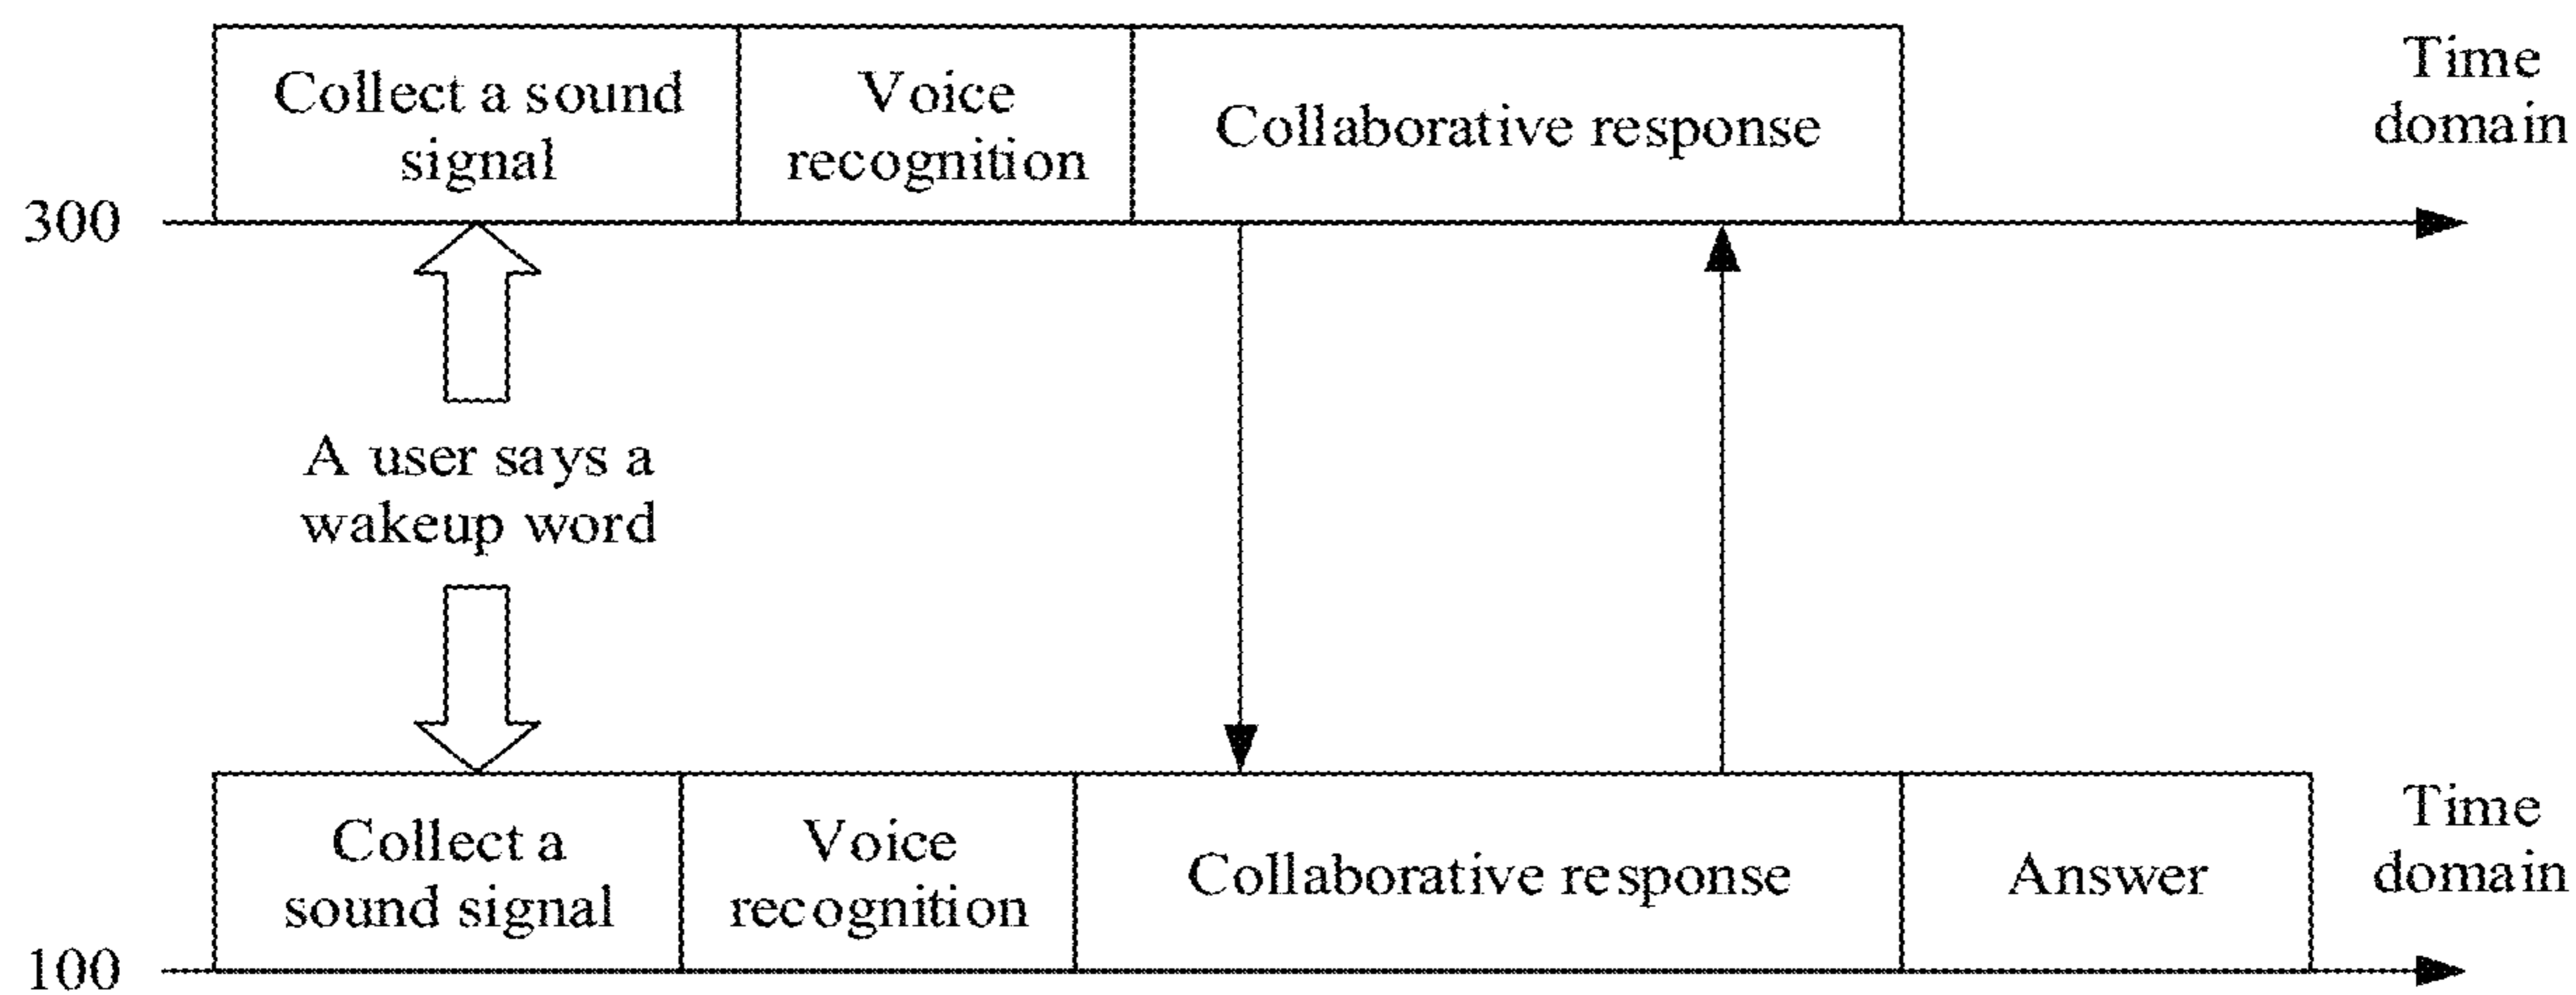 Collect a sound
signal
Voice
recognition
Collaborative response
Time
domain
300
A user says a
wakeup word
Collect a
sound signal
Voice
recognition
Collaborative response
Answer
Time
domain
100